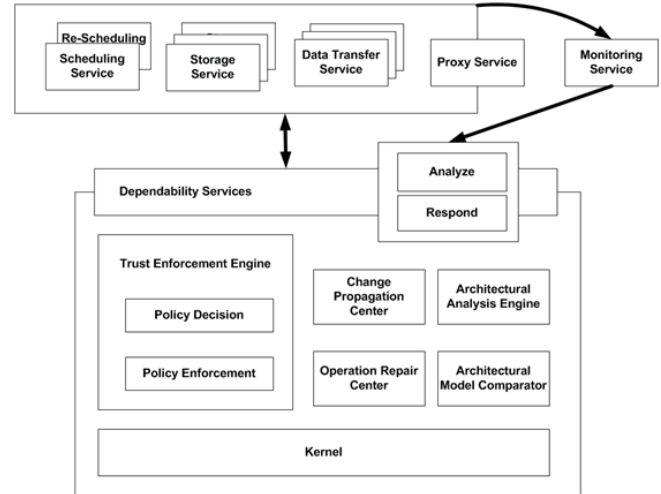 Re-Scheduling
Scheduling
Service
Storage
Service
Data Transfer
Service
Proxy Service
Monitoring
Service
Dependability Services
Analyze
Respond
Trust Enforcement Engine
Policy Decision
Policy Enforcement
Change
Propagation
Center
Architectural
Analysis Engine
Operation Repair
Center
Architectural
Model Comparator
Kernel